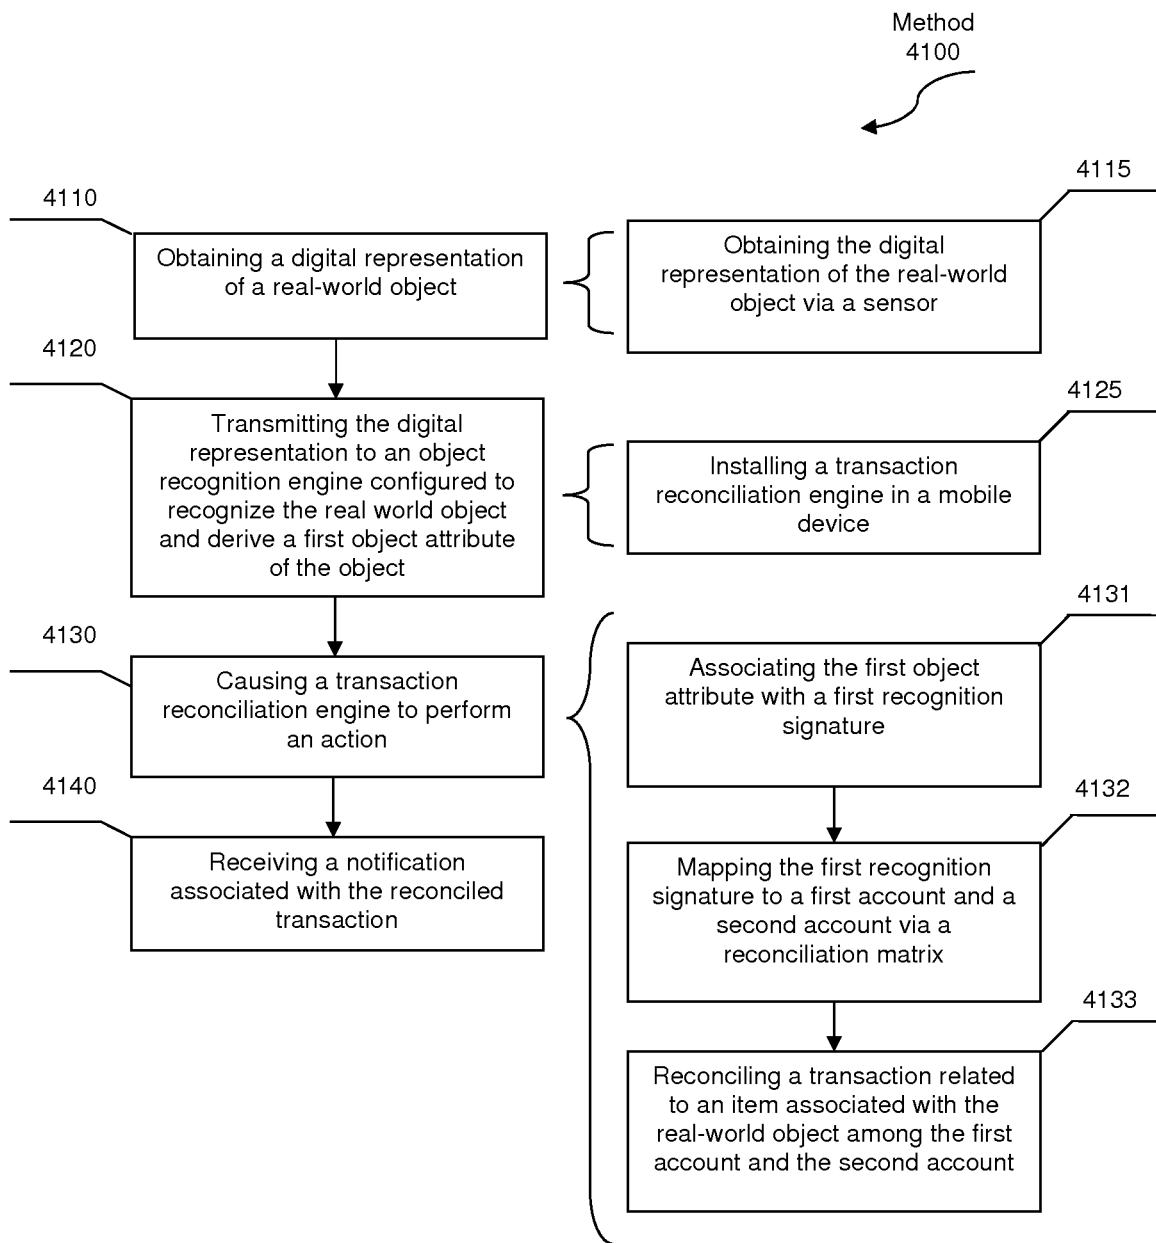 Method
4100
4110
Obtaining a digital representation
of a real-world object
4115
Obtaining the digital
representation of the real-world
object via a sensor
4120
Transmitting the digital
representation to an object
recognition engine configured to
recognize the real world object
and derive a first object attribute
of the object
4125
Installing a transaction
reconciliation engine in a mobile
device
4130
Causing a transaction
reconciliation engine to perform
an action
4131
Associating the first object
attribute with a first recognition
signature
4132
Mapping the first recognition
signature to a first account and a
second account via a
reconciliation matrix
4133
Reconciling a transaction related
to an item associated with the
real-world object among the first
account and the second account
4140
Receiving a notification
associated with the reconciled
transaction